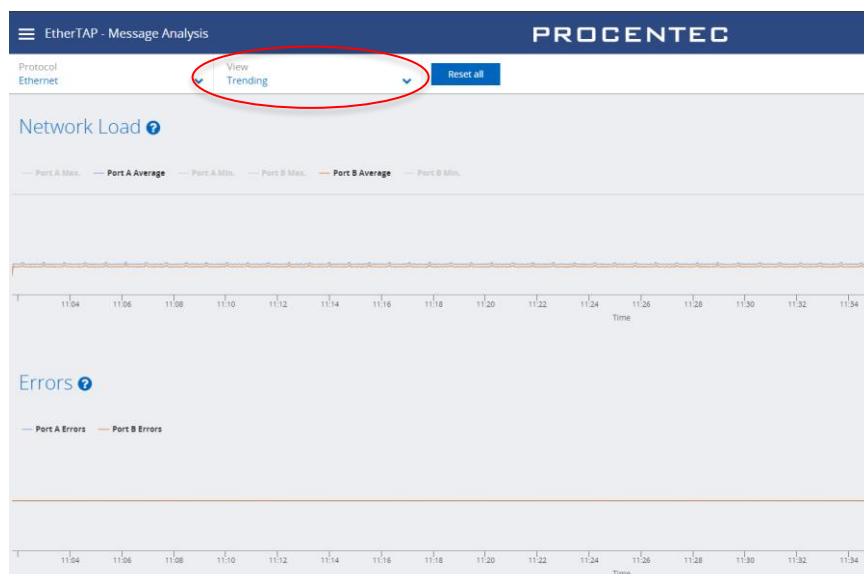 EtherTAP - Message Analysis
PROCENTEC
Protocol
Ethernet
View
Trending
Reset all
Network Load ?
Port A Max. Port A Average Port A Min. Port B Max. Port B Average Port B Min.
11:04 11:06 11:08 11:10 11:12 11:14 11:16 11:18 11:20 11:22 11:24 11:26 11:28 11:30 11:32 11:34
Time
Errors ?
Port A Errors Port B Errors
11:04 11:06 11:08 11:10 11:12 11:14 11:16 11:18 11:20 11:22 11:24 11:26 11:28 11:30 11:32 11:34
Time